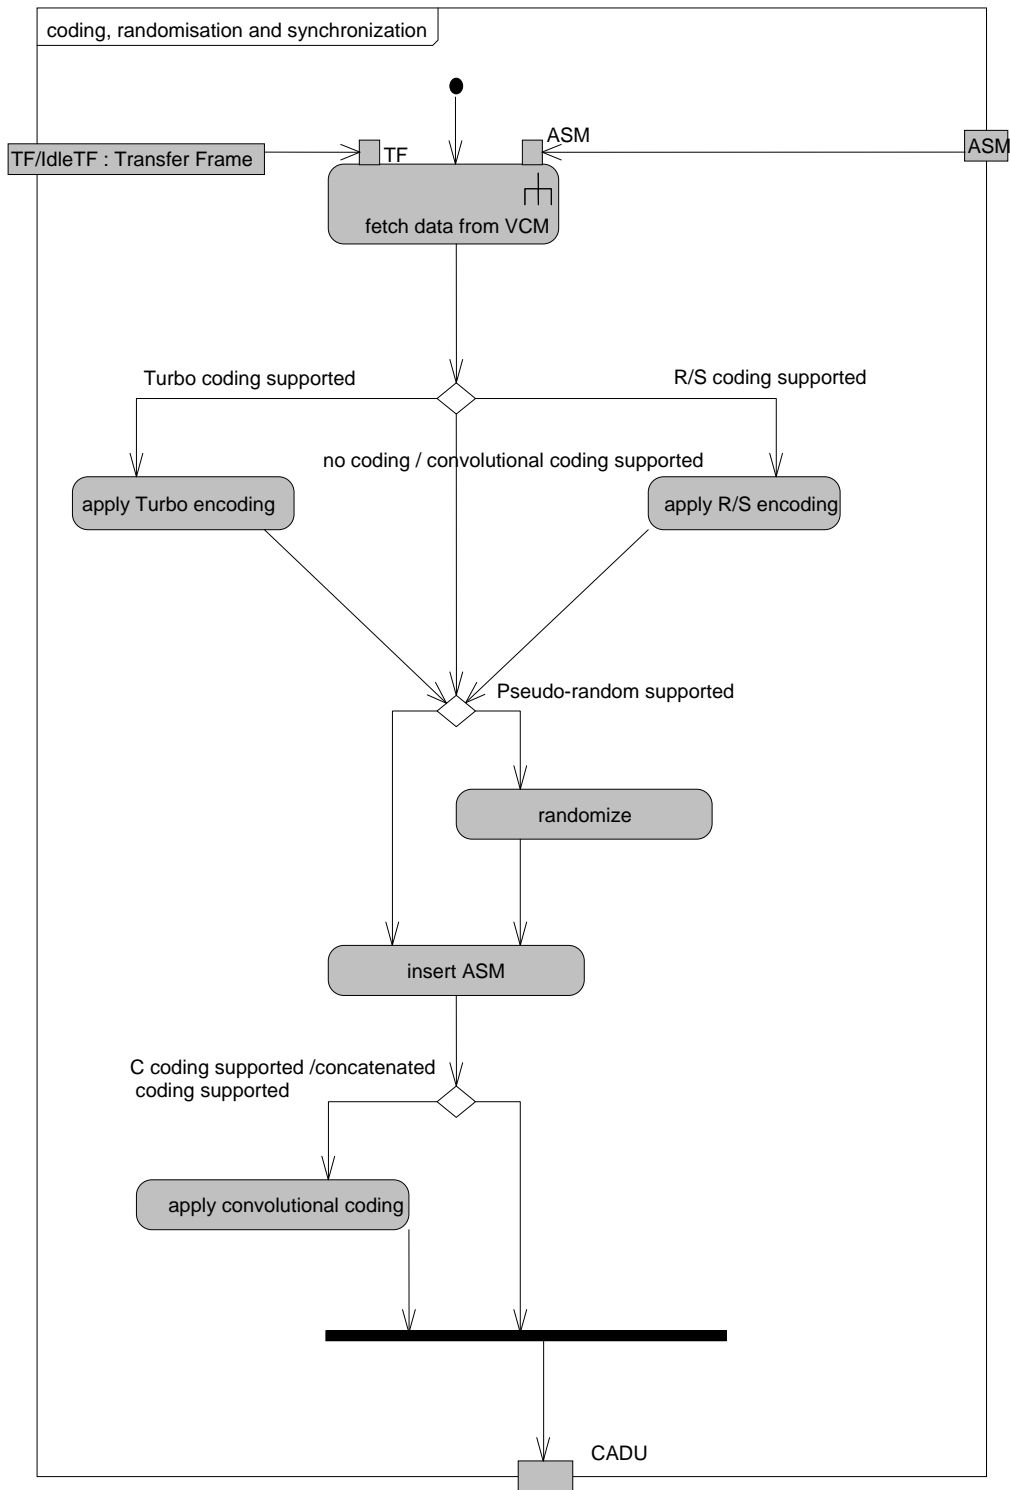 coding, randomisation and synchronization
ASM
TF/IdleTF : Transfer Frame
TF
ASM
fetch data from VCM
Turbo coding supported
R/S coding supported
no coding / convolutional coding supported
apply Turbo encoding
apply R/S encoding
Pseudo-random supported
randomize
insert ASM
C coding supported /concatenated
coding supported
apply convolutional coding
CADU